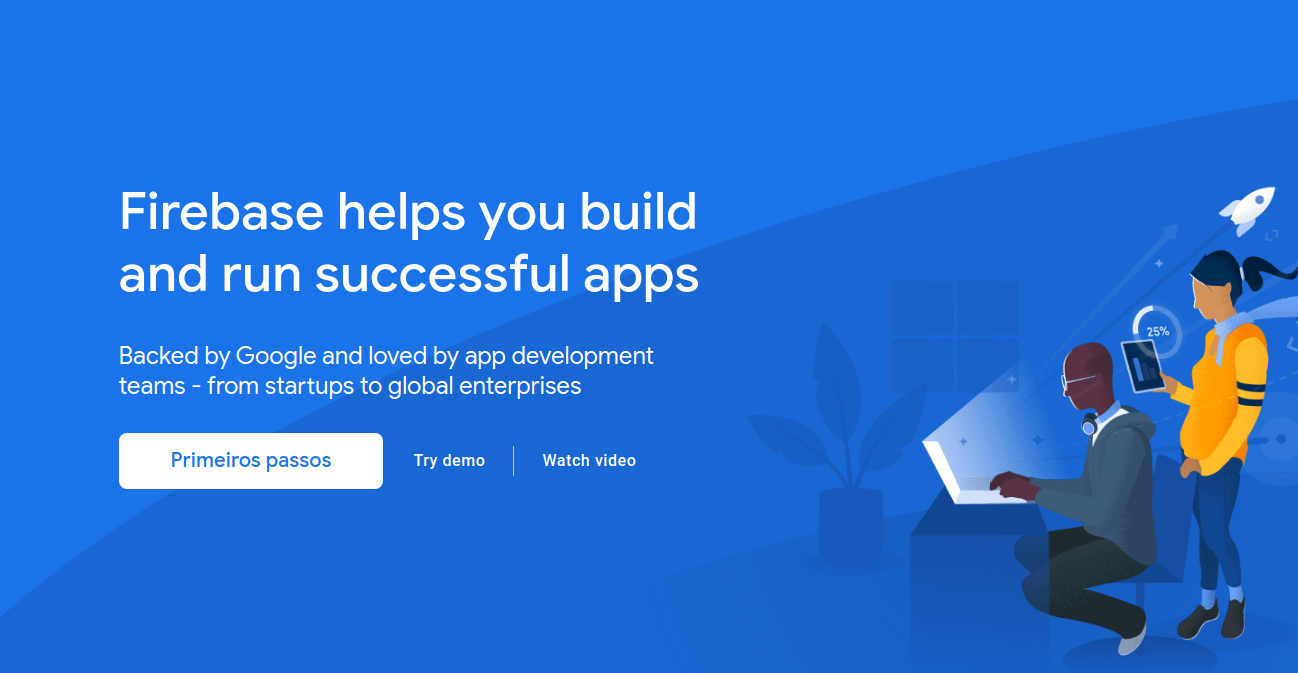 Firebase helps you build
and run successful apps
Backed by Google and loved by app development
teams - from startups to global enterprises
Primeiros passos
Try demo
Watch video
25%